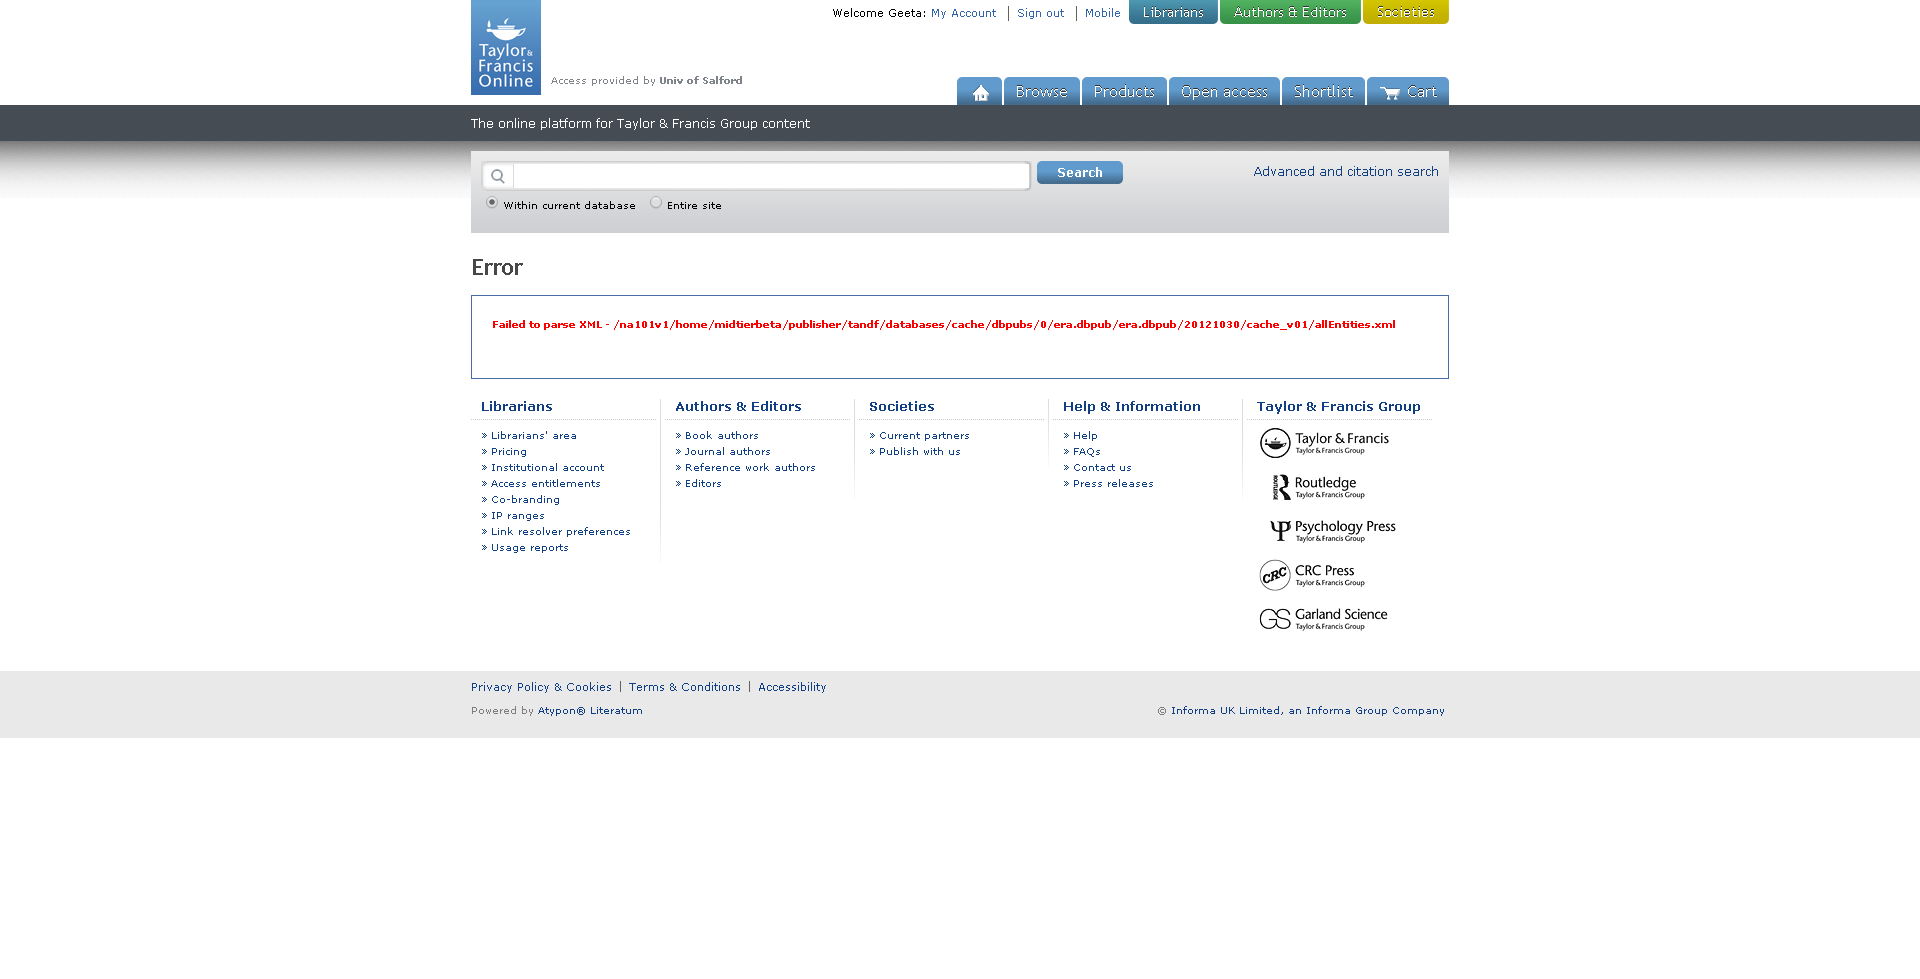 Welcome Geeta: My Account | Sign out | Mobile Librarians Authors & Editors Societies
Taylor &
Francis
Online
Access provided by Univ of Salford
Browse Products Open access Shortlist Cart
The online platform for Taylor & Francis Group content
Search
Advanced and citation search
Within current database Entire site
Error
Failed to parse XML - /na101v1/home/midtierbeta/publisher/tandf/databases/cache/dbpubs/0/era.dbpub/era.dbpub/20121030/cache_v01/allEntities.xml
Librarians
» Librarians' area
» Pricing
» Institutional account
» Access entitlements
» Co-branding
» IP ranges
» Link resolver preferences
» Usage reports
Authors & Editors
» Book authors
» Journal authors
» Reference work authors
» Editors
Societies
» Current partners
» Publish with us
Help & Information
» Help
» FAQs
» Contact us
» Press releases
Taylor & Francis Group
Taylor & Francis
Taylor & Francis Group
ROUTLEDGE
Routledge
Taylor & Francis Group
Psychology Press
Taylor & Francis Group
CRC
CRC Press
Taylor & Francis Group
GS
Garland Science
Taylor & Francis Group
Privacy Policy & Cookies | Terms & Conditions | Accessibility
Powered by Atypon® Literatum
© Informa UK Limited, an Informa Group Company